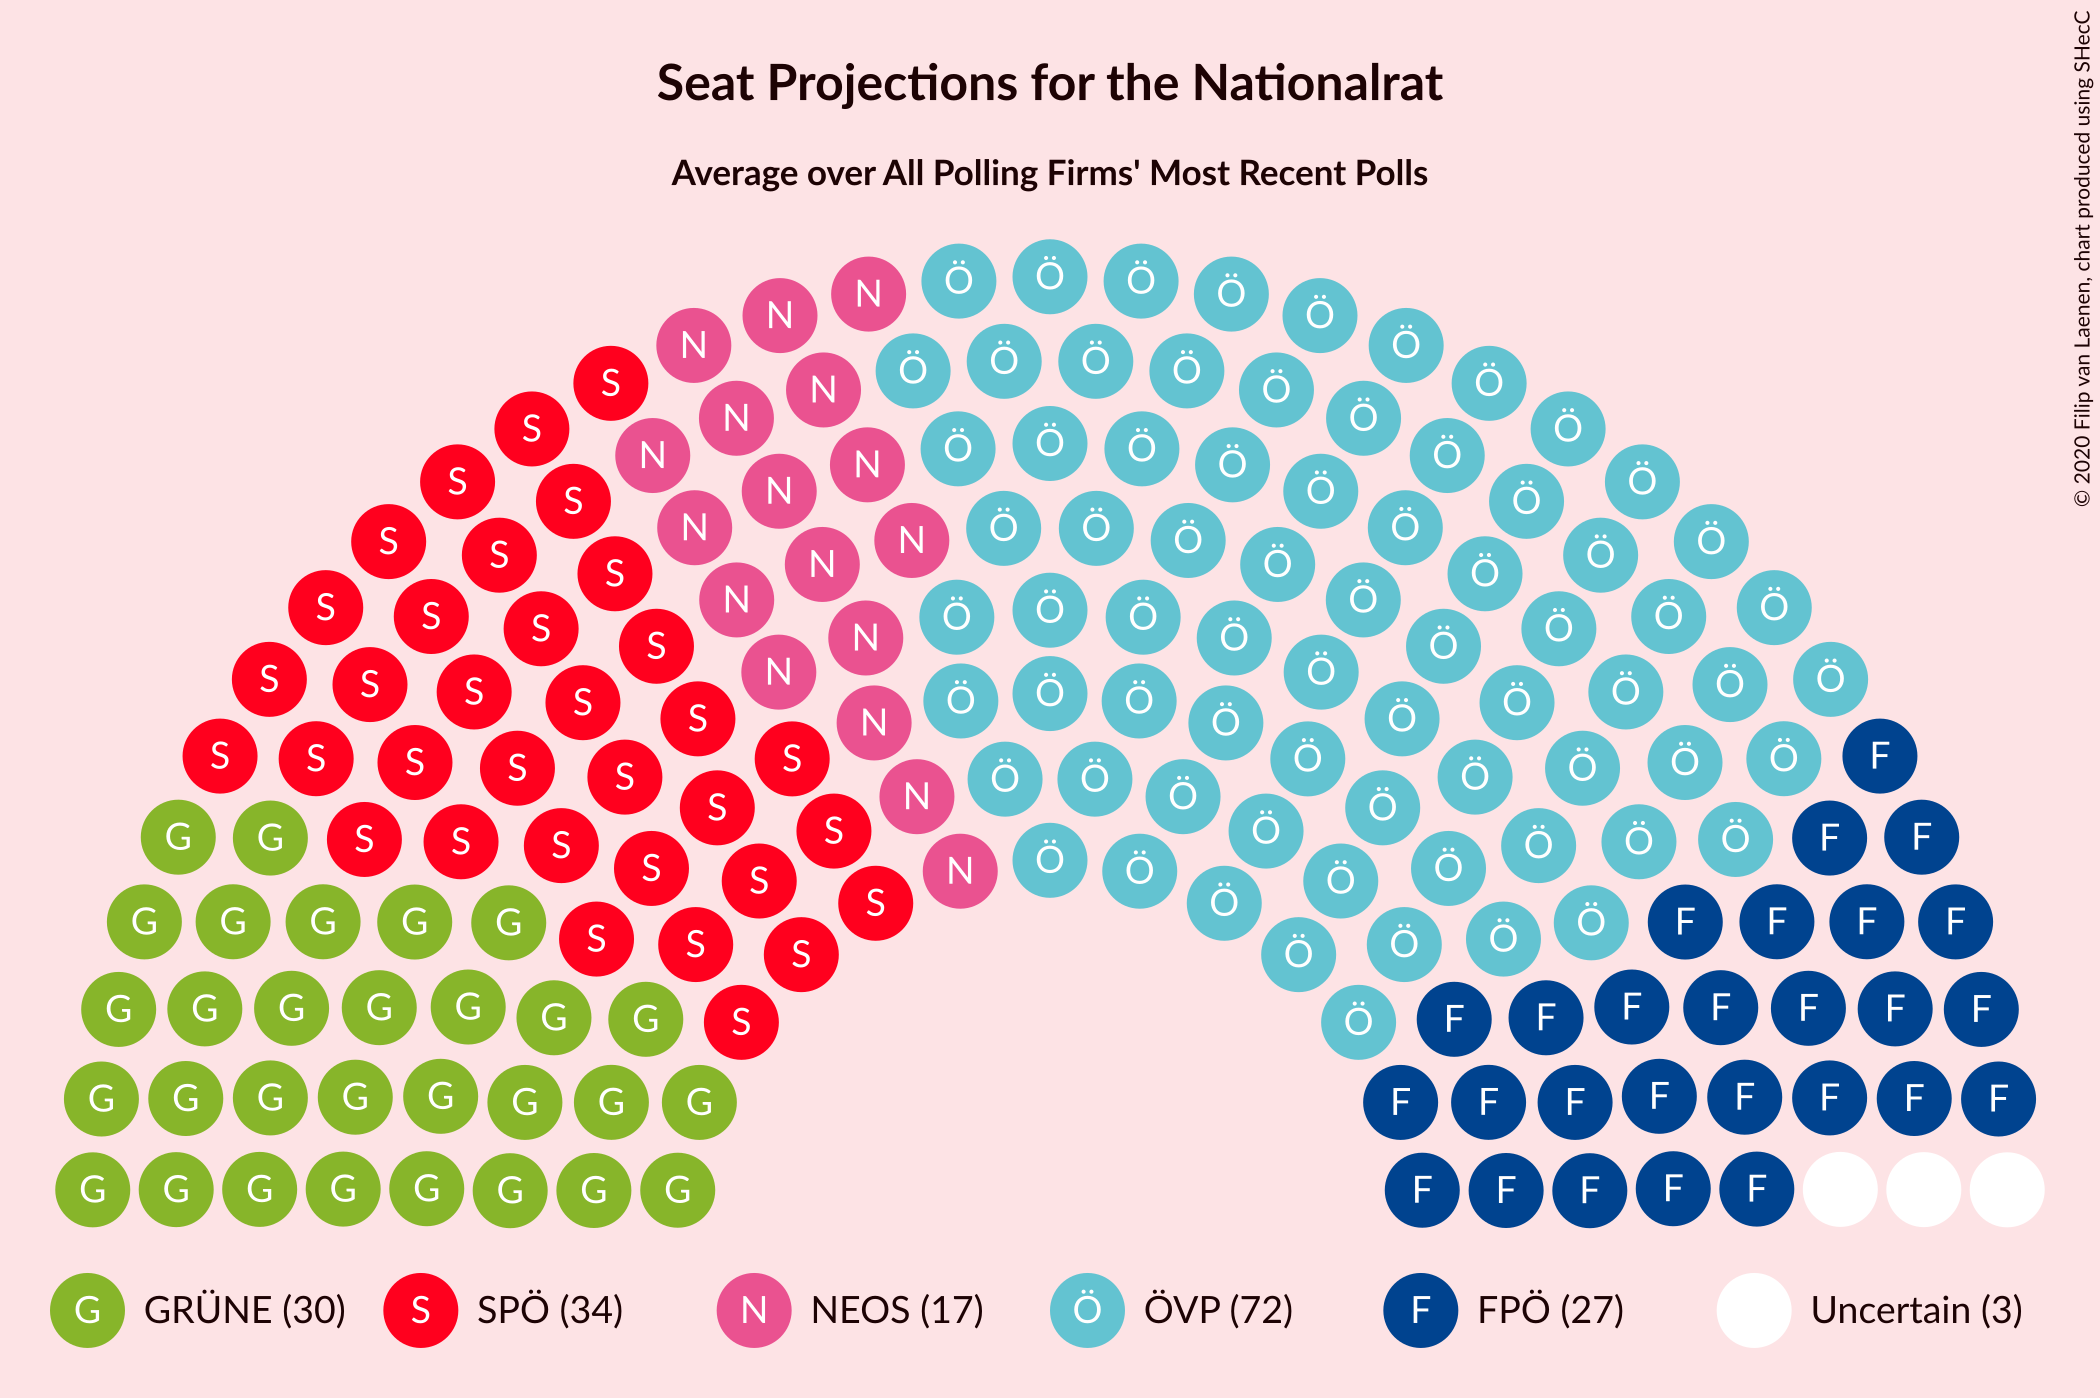 Seat Projections for the Nationalrat
Average over All Polling Firms' Most Recent Polls
© 2020 Filip van Laenen, chart produced using SHecC
N N N Ö Ö Ö Ö Ö Ö
S S N N N Ö Ö Ö Ö Ö Ö Ö Ö
S S S N N N Ö Ö Ö Ö Ö Ö Ö Ö
S S S N N N Ö Ö Ö Ö Ö Ö Ö Ö
S S S S N N Ö Ö Ö Ö Ö Ö Ö Ö
S S S S S N N Ö Ö Ö Ö Ö Ö Ö Ö Ö
S S S S S S S N Ö Ö Ö Ö Ö Ö Ö Ö Ö F
G G S S S S S S N Ö Ö Ö Ö Ö Ö Ö Ö F F
G G G G G S S S S Ö Ö Ö Ö Ö Ö F F F F
G G G G G G G S Ö F F F F F F F
G G G G G G G G F F F F F F F F
G G G G G G G G F F F F F
G GRÜNE (30) S SPÖ (34) N NEOS (17) Ö ÖVP (72) F FPÖ (27) Uncertain (3)